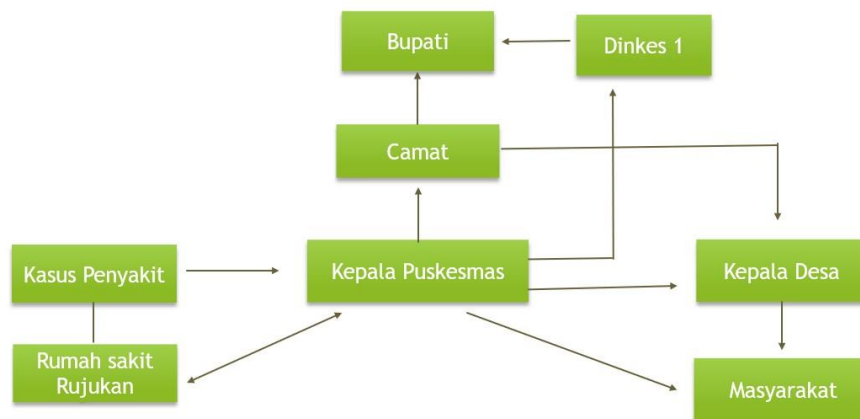 Bupati
Dinkes 1
Camat
Kasus Penyakit
Kepala Puskesmas
Kepala Desa
Rumah sakit
Rujukan
Masyarakat